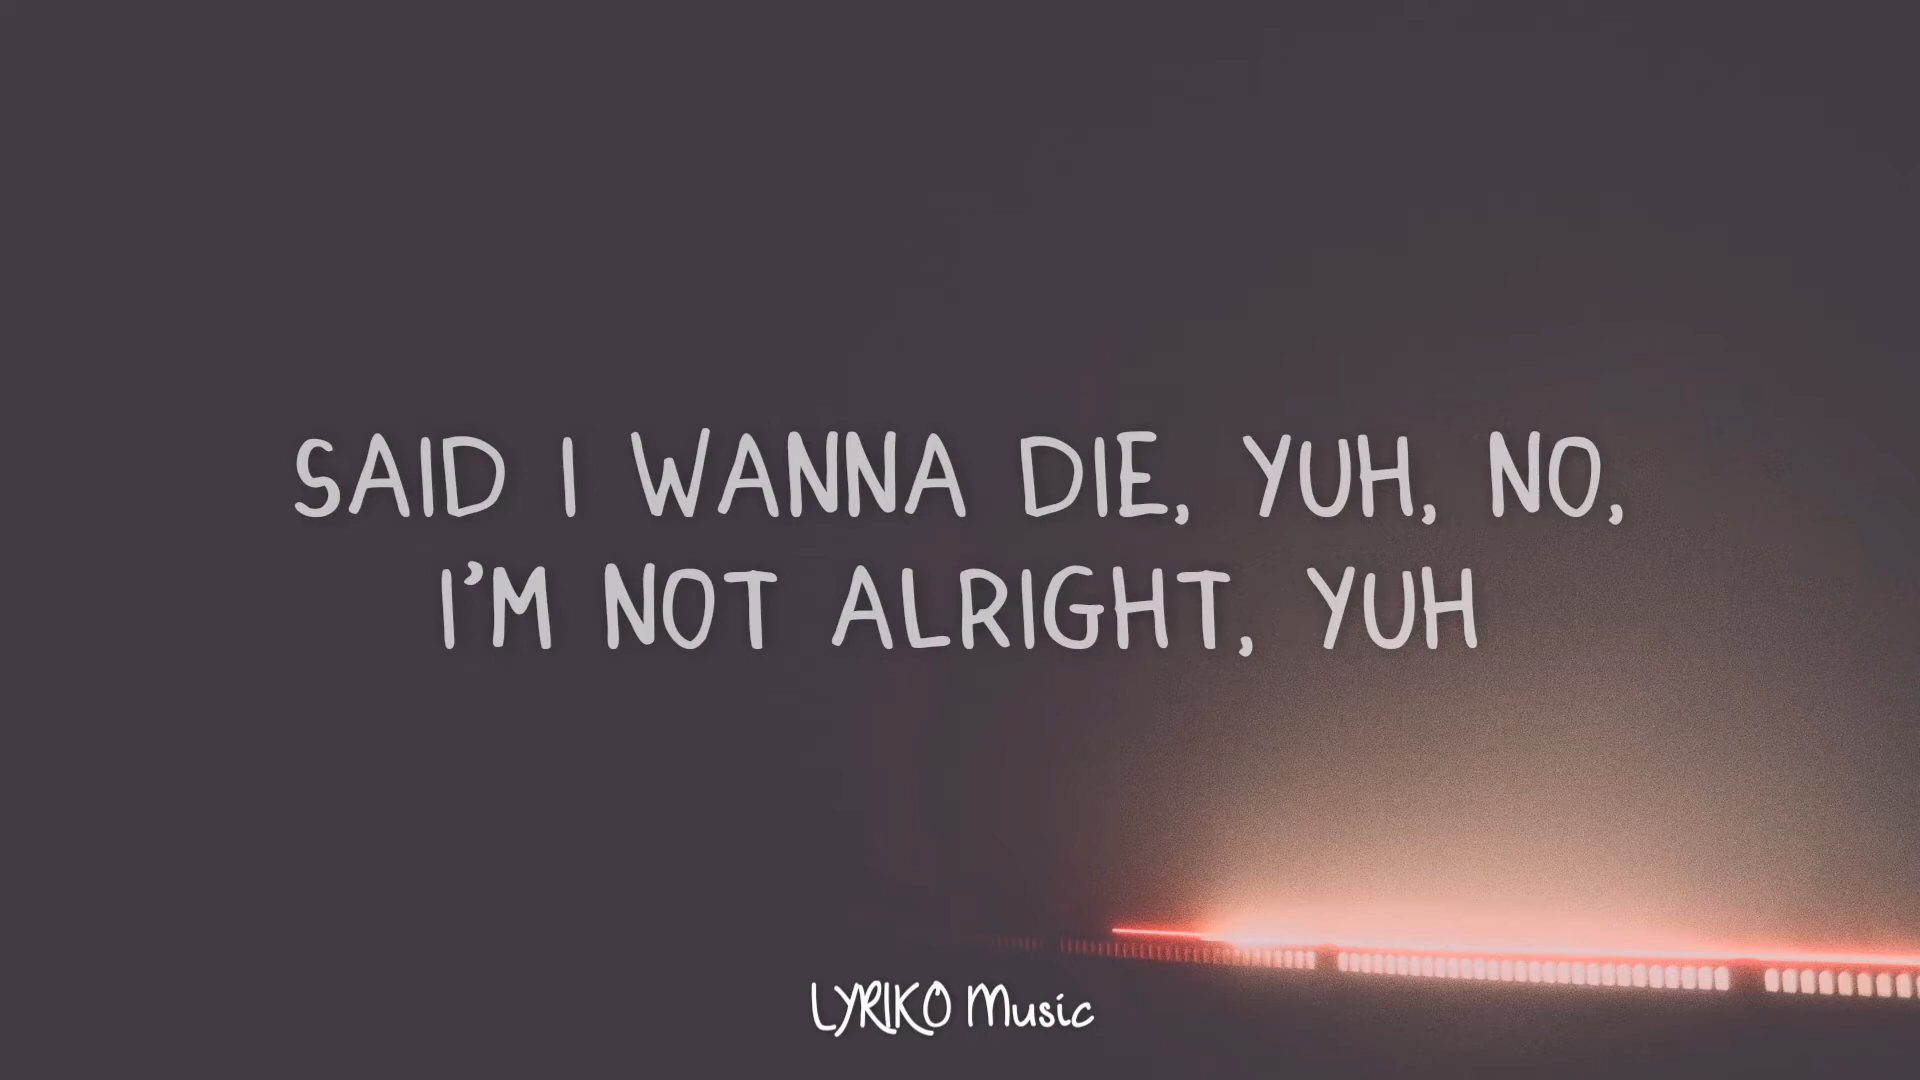 SAID I WANNA DIE, YUH, NO,
I'M NOT ALRIGHT, YUH
LYRIKO Music